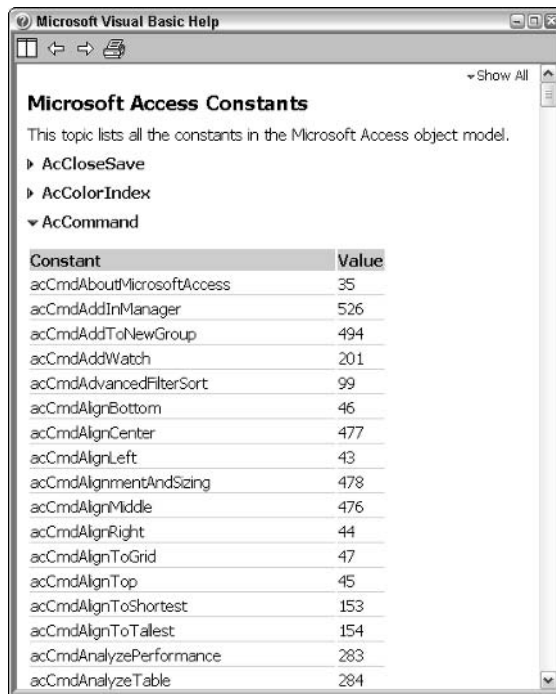 Microsoft Visual Basic Help
Show All
Microsoft Access Constants
This topic lists all the constants in the Microsoft Access object model.
AcCloseSave
AcColorIndex
AcCommand
Constant Value
acCmdAboutMicrosoftAccess 35
acCmdAddInManager 526
acCmdAddToNewGroup 494
acCmdAddWatch 201
acCmdAdvancedFilterSort 99
acCmdAlignBottom 46
acCmdAlignCenter 477
acCmdAlignLeft 43
acCmdAlignmentAndSizing 478
acCmdAlignMiddle 476
acCmdAlignRight 44
acCmdAlignToGrid 47
acCmdAlignTop 45
acCmdAlignToShortest 153
acCmdAlignToTallest 154
acCmdAnalyzePerformance 283
acCmdAnalyzeTable 284